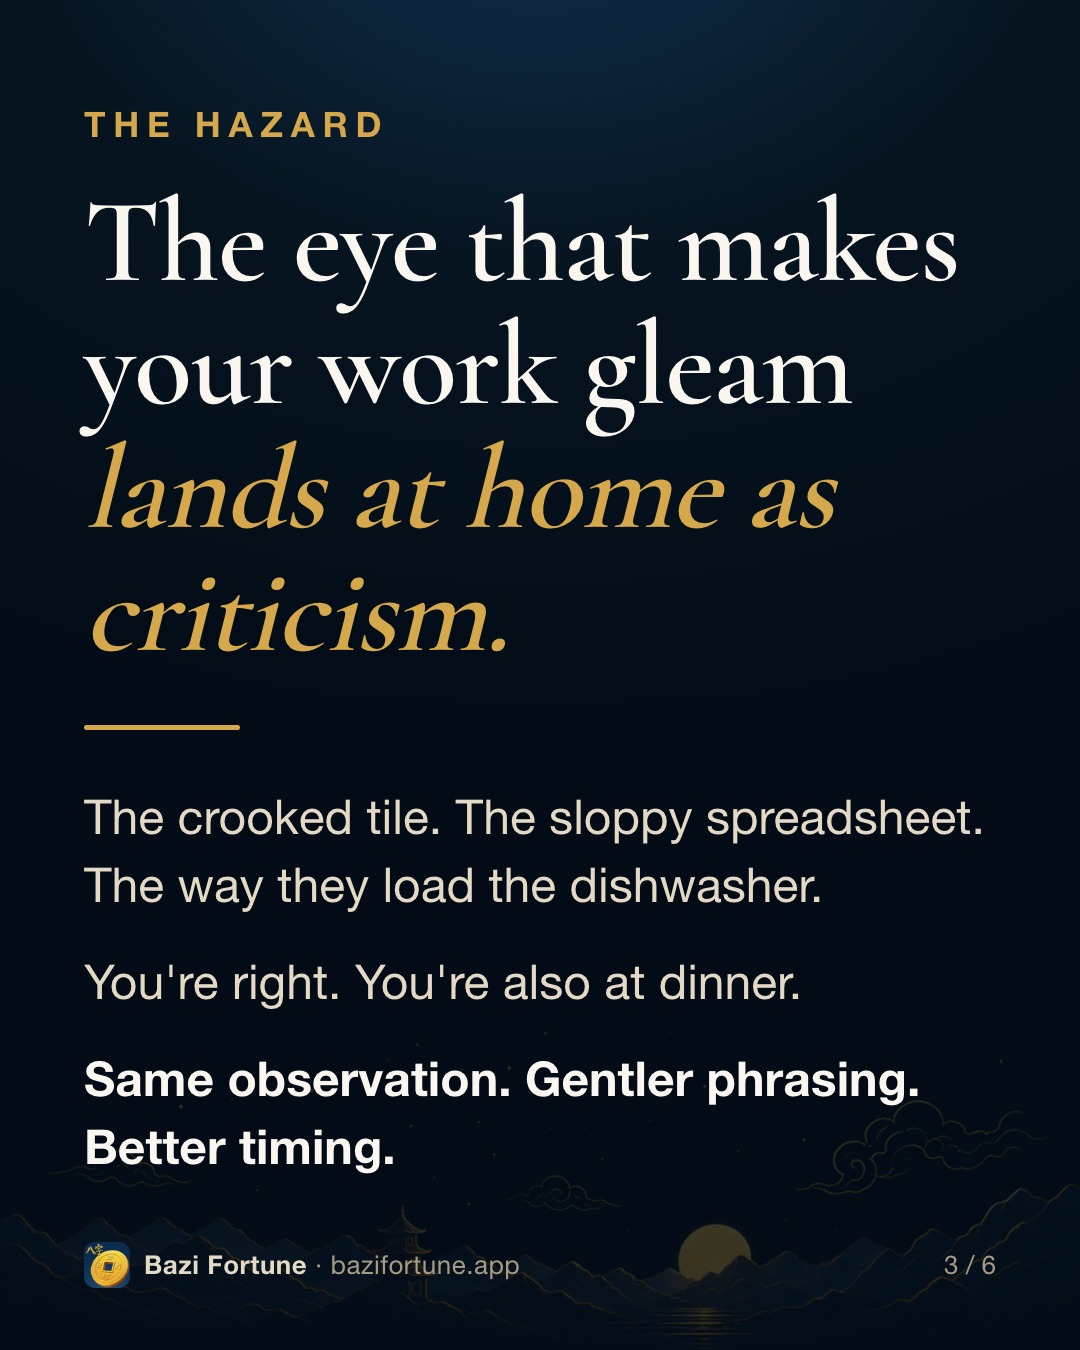 THE HAZARD
The eye that makes
your work gleam
lands at home as
criticism.
The crooked tile. The sloppy spreadsheet.
The way they load the dishwasher.
You're right. You're also at dinner.
Same observation. Gentler phrasing.
Better timing.
八字
Bazi Fortune · bazifortune.app
3 / 6